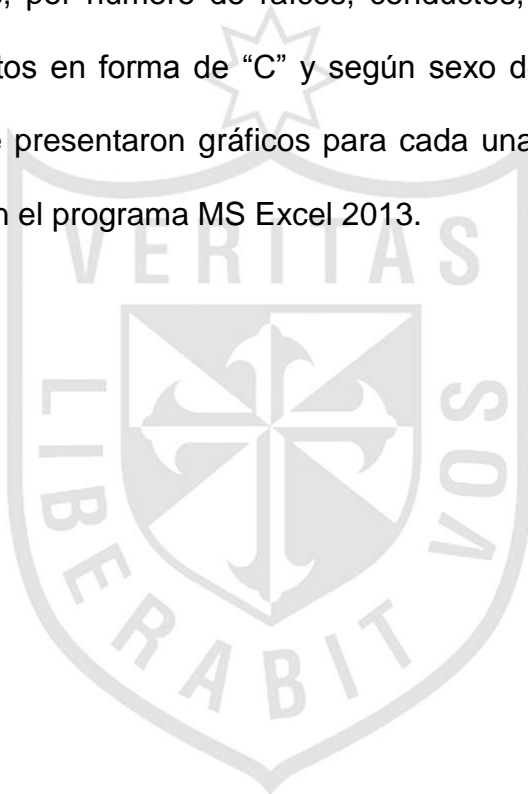 por número de raíces, conductos,
tos en forma de “C” y según sexo d
presentaron gráficos para cada una
el programa MS Excel 2013.
VERITAS
LIBERABIT VOS